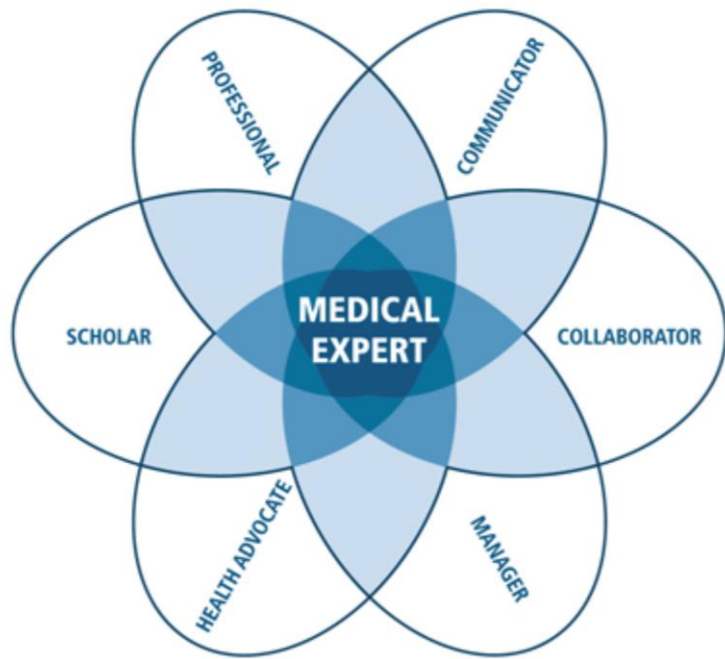 PROFESSIONAL
COMMUNICATOR
SCHOLAR
MEDICAL
EXPERT
COLLABORATOR
HEALTH ADVOCATE
MANAGER